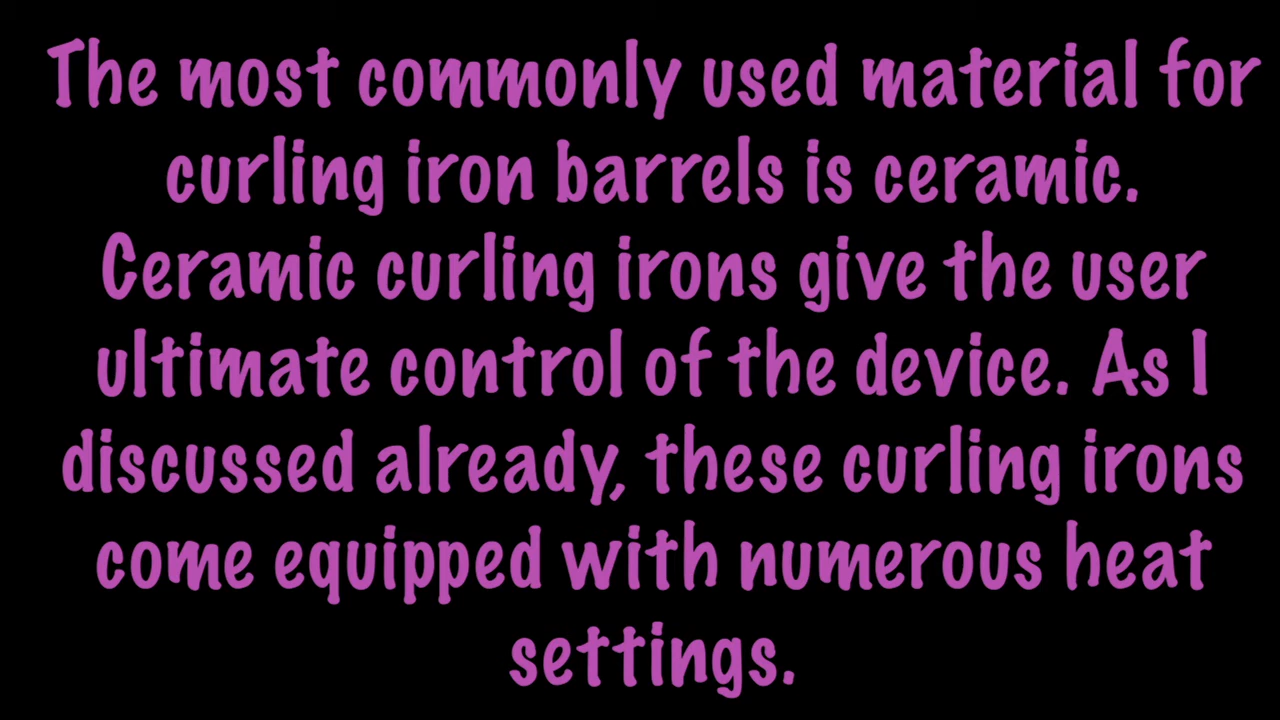 The most commonly used material for
curling iron barrels is ceramic.
Ceramic curling irons give the user
ultimate control of the device. As I
discussed already, these curling irons
come equipped with numerous heat
settings.